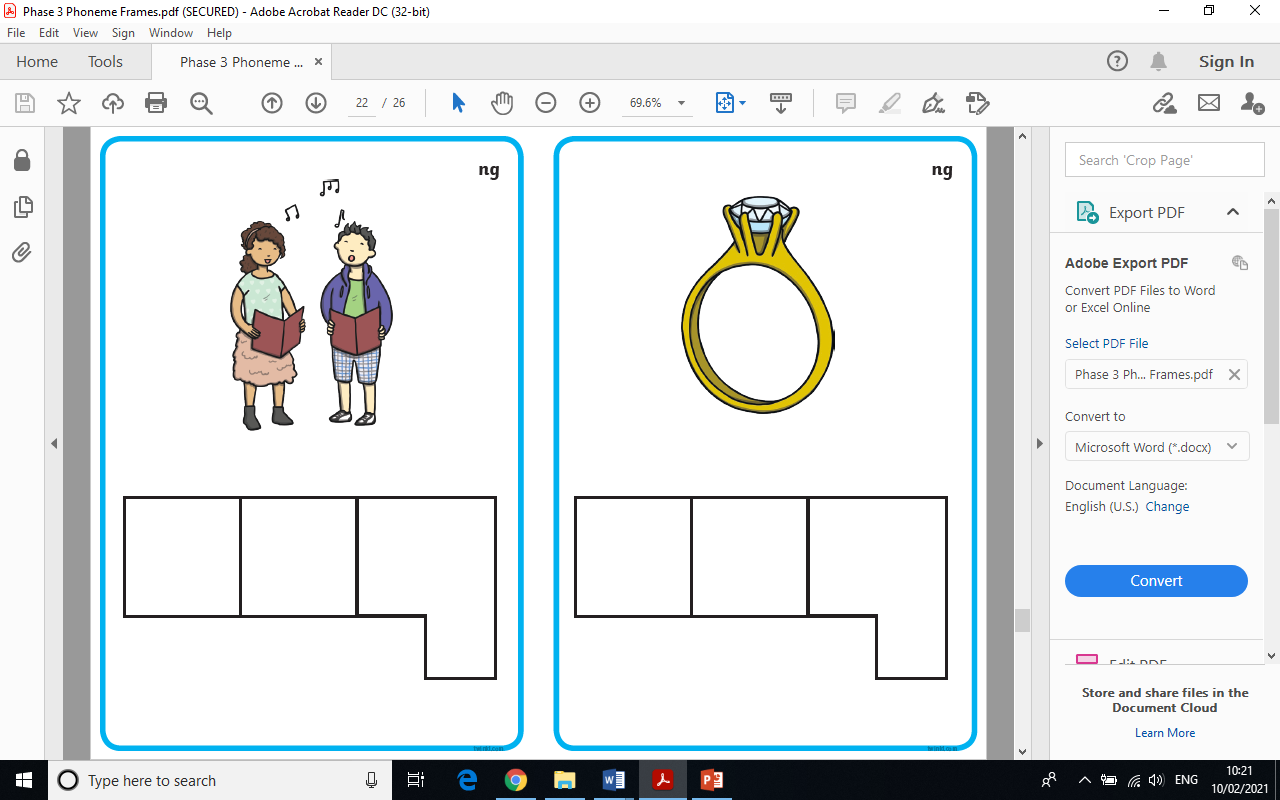 Phase 3 Phoneme Frames.pdf (SECURED) - Adobe Acrobat Reader DC (32-bit)
File Edit View Sign Window Help
Home Tools Phase 3 Phoneme ... Sign In
22 / 26 69.6%
ng
ng
Search 'Crop Page'
Export PDF
Adobe Export PDF
Convert PDF Files to Word
or Excel Online
Select PDF File
Phase 3 Ph... Frames.pdf
Convert to
Microsoft Word (*.docx)
Document Language:
English (U.S.) Change
Convert
Edit PDF
Store and share files in the
Document Cloud
Learn More
Type here to search
ENG
10:21
10/02/2021